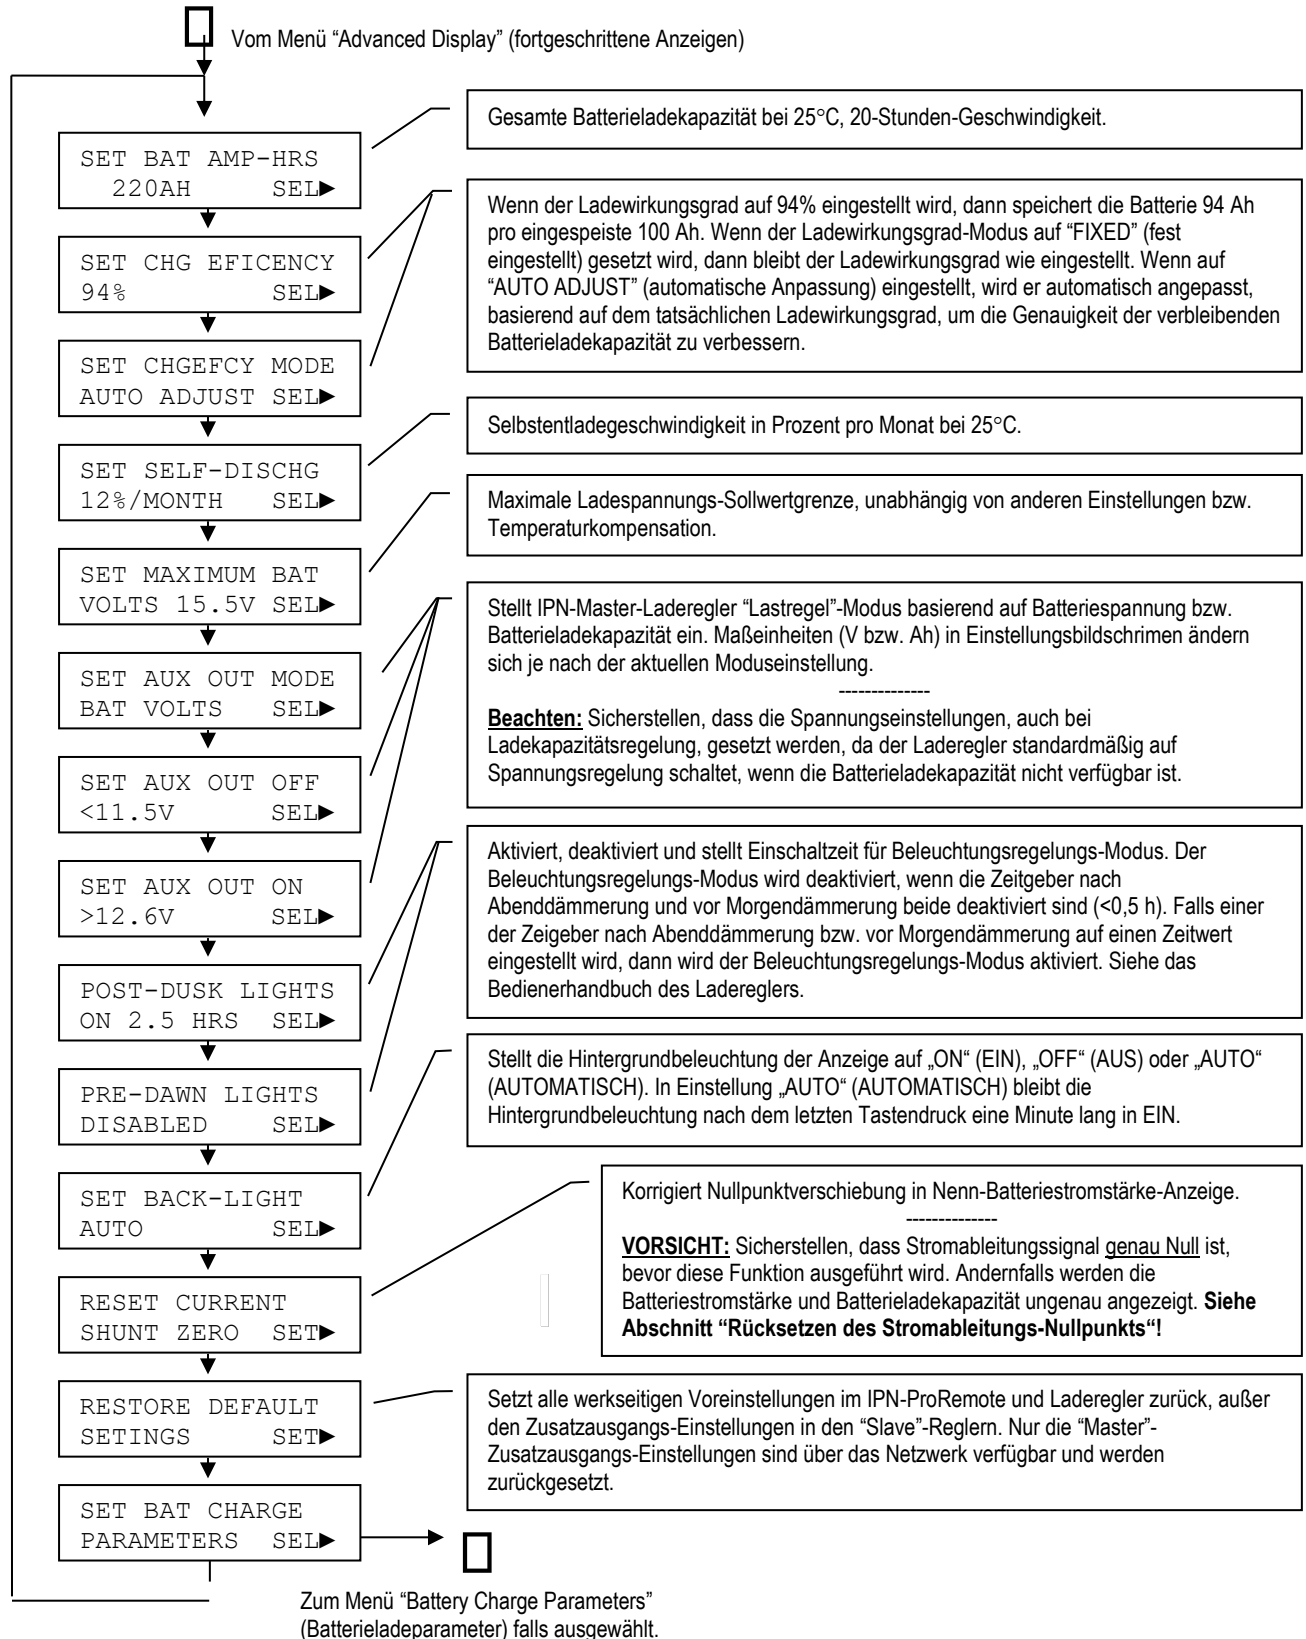 Vom Menü “Advanced Display” (fortgeschrittene Anzeigen)
Gesamte Batterieladekapazität bei 25°C, 20-Stunden-Geschwindigkeit.
SET BAT AMP-HRS
220AH SEL►
Wenn der Ladewirkungsgrad auf 94% eingestellt wird, dann speichert die Batterie 94 Ah
pro eingespeiste 100 Ah. Wenn der Ladewirkungsgrad-Modus auf “FIXED” (fest
eingestellt) gesetzt wird, dann bleibt der Ladewirkungsgrad wie eingestellt. Wenn auf
“AUTO ADJUST” (automatische Anpassung) eingestellt, wird er automatisch angepasst,
basierend auf dem tatsächlichen Ladewirkungsgrad, um die Genauigkeit der verbleibenden
Batterieladekapazität zu verbessern.
SET CHG EFICENCY
94% SEL►
SET CHGEFCY MODE
AUTO ADJUST SEL►
Selbstentladegeschwindigkeit in Prozent pro Monat bei 25°C.
SET SELF-DISCHG
12%/MONTH SEL►
Maximale Ladespannungs-Sollwertgrenze, unabhängig von anderen Einstellungen bzw.
Temperaturkompensation.
SET MAXIMUM BAT
VOLTS 15.5V SEL►
Stellt IPN-Master-Laderegler “Lastregel”-Modus basierend auf Batteriespannung bzw.
Batterieladekapazität ein. Maßeinheiten (V bzw. Ah) in Einstellungsbildschrimen ändern
sich je nach der aktuellen Moduseinstellung.
--------------
Beachten: Sicherstellen, dass die Spannungseinstellungen, auch bei
Ladekapazitätsregelung, gesetzt werden, da der Laderegler standardmäßig auf
Spannungsregelung schaltet, wenn die Batterieladekapazität nicht verfügbar ist.
SET AUX OUT MODE
BAT VOLTS SEL►
SET AUX OUT OFF
<11.5V SEL►
SET AUX OUT ON
>12.6V SEL►
Aktiviert, deaktiviert und stellt Einschaltzeit für Beleuchtungsregelungs-Modus. Der
Beleuchtungsregelungs-Modus wird deaktiviert, wenn die Zeitgeber nach
Abenddämmerung und vor Morgendämmerung beide deaktiviert sind (<0,5 h). Falls einer
der Zeigeber nach Abenddämmerung bzw. vor Morgendämmerung auf einen Zeitwert
eingestellt wird, dann wird der Beleuchtungsregelungs-Modus aktiviert. Siehe das
Bedienerhandbuch des Ladereglers.
POST-DUSK LIGHTS
ON 2.5 HRS SEL►
PRE-DAWN LIGHTS
DISABLED SEL►
Stellt die Hintergrundbeleuchtung der Anzeige auf „ON“ (EIN), „OFF“ (AUS) oder „AUTO“
(AUTOMATISCH). In Einstellung „AUTO“ (AUTOMATISCH) bleibt die
Hintergrundbeleuchtung nach dem letzten Tastendruck eine Minute lang in EIN.
SET BACK-LIGHT
AUTO SEL►
Korrigiert Nullpunktverschiebung in Nenn-Batteriestromstärke-Anzeige.
--------------
VORSICHT: Sicherstellen, dass Stromableitungssignal genau Null ist,
bevor diese Funktion ausgeführt wird. Andernfalls werden die
Batteriestromstärke und Batterieladekapazität ungenau angezeigt. Siehe
Abschnitt “Rücksetzen des Stromableitungs-Nullpunkts“!
RESET CURRENT
SHUNT ZERO SET►
Setzt alle werkseitigen Voreinstellungen im IPN-ProRemote und Laderegler zurück, außer
den Zusatzausgangs-Einstellungen in den “Slave”-Reglern. Nur die “Master”-
Zusatzausgangs-Einstellungen sind über das Netzwerk verfügbar und werden
zurückgesetzt.
RESTORE DEFAULT
SETINGS SET►
SET BAT CHARGE
PARAMETERS SEL►
Zum Menü “Battery Charge Parameters”
(Batterieladeparameter) falls ausgewählt.